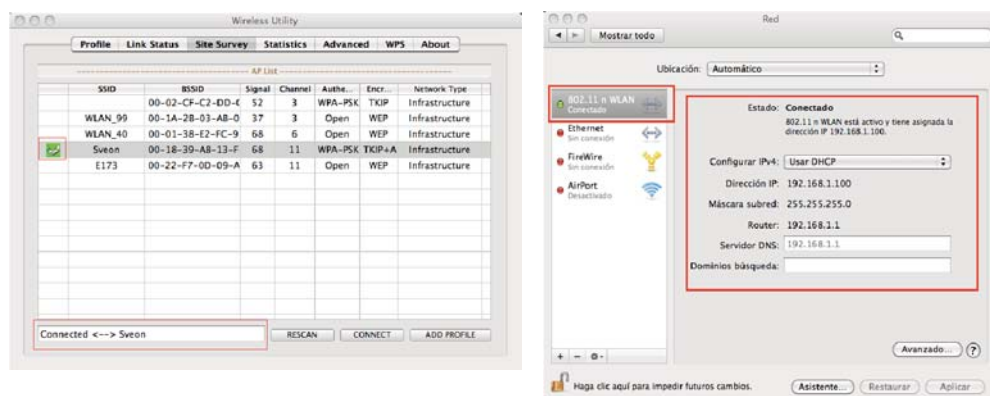 Wireless Utility
Profile Link Status Site Survey Statistics Advanced WPS About
AP List
SSID BSSID Signal Channel Authe... Encr... Network Type
00-02-CF-C2-DD-( 52 3 WPA-PSK TKIP Infrastructure
WLAN_99 00-1A-2B-03-AB-0 37 3 Open WEP Infrastructure
WLAN_40 00-01-38-E2-FC-9 68 6 Open WEP Infrastructure
Sveon 00-18-39-A8-13-F 68 11 WPA-PSK TKIP+A Infrastructure
E173 00-22-F7-0D-09-A 63 11 Open WEP Infrastructure
Connected <--> Sveon
RESCAN CONNECT ADD PROFILE
Red
Mostrar todo
Ubicación: Automático
802.11 n WLAN
Conectado
Ethernet
Sin conexión
FireWire
Sin conexión
AirPort
Desactivado
Estado: Conectado
802.11 n WLAN está activo y tiene asignada la
dirección IP 192.168.1.100.
Configurar IPv4: Usar DHCP
Dirección IP: 192.168.1.100
Máscara subred: 255.255.255.0
Router: 192.168.1.1
Servidor DNS: 192.168.1.1
Dominios búsqueda:
Avanzado... ?
Haga clic aquí para impedir futuros cambios.
Asistente... Restaurar Aplicar